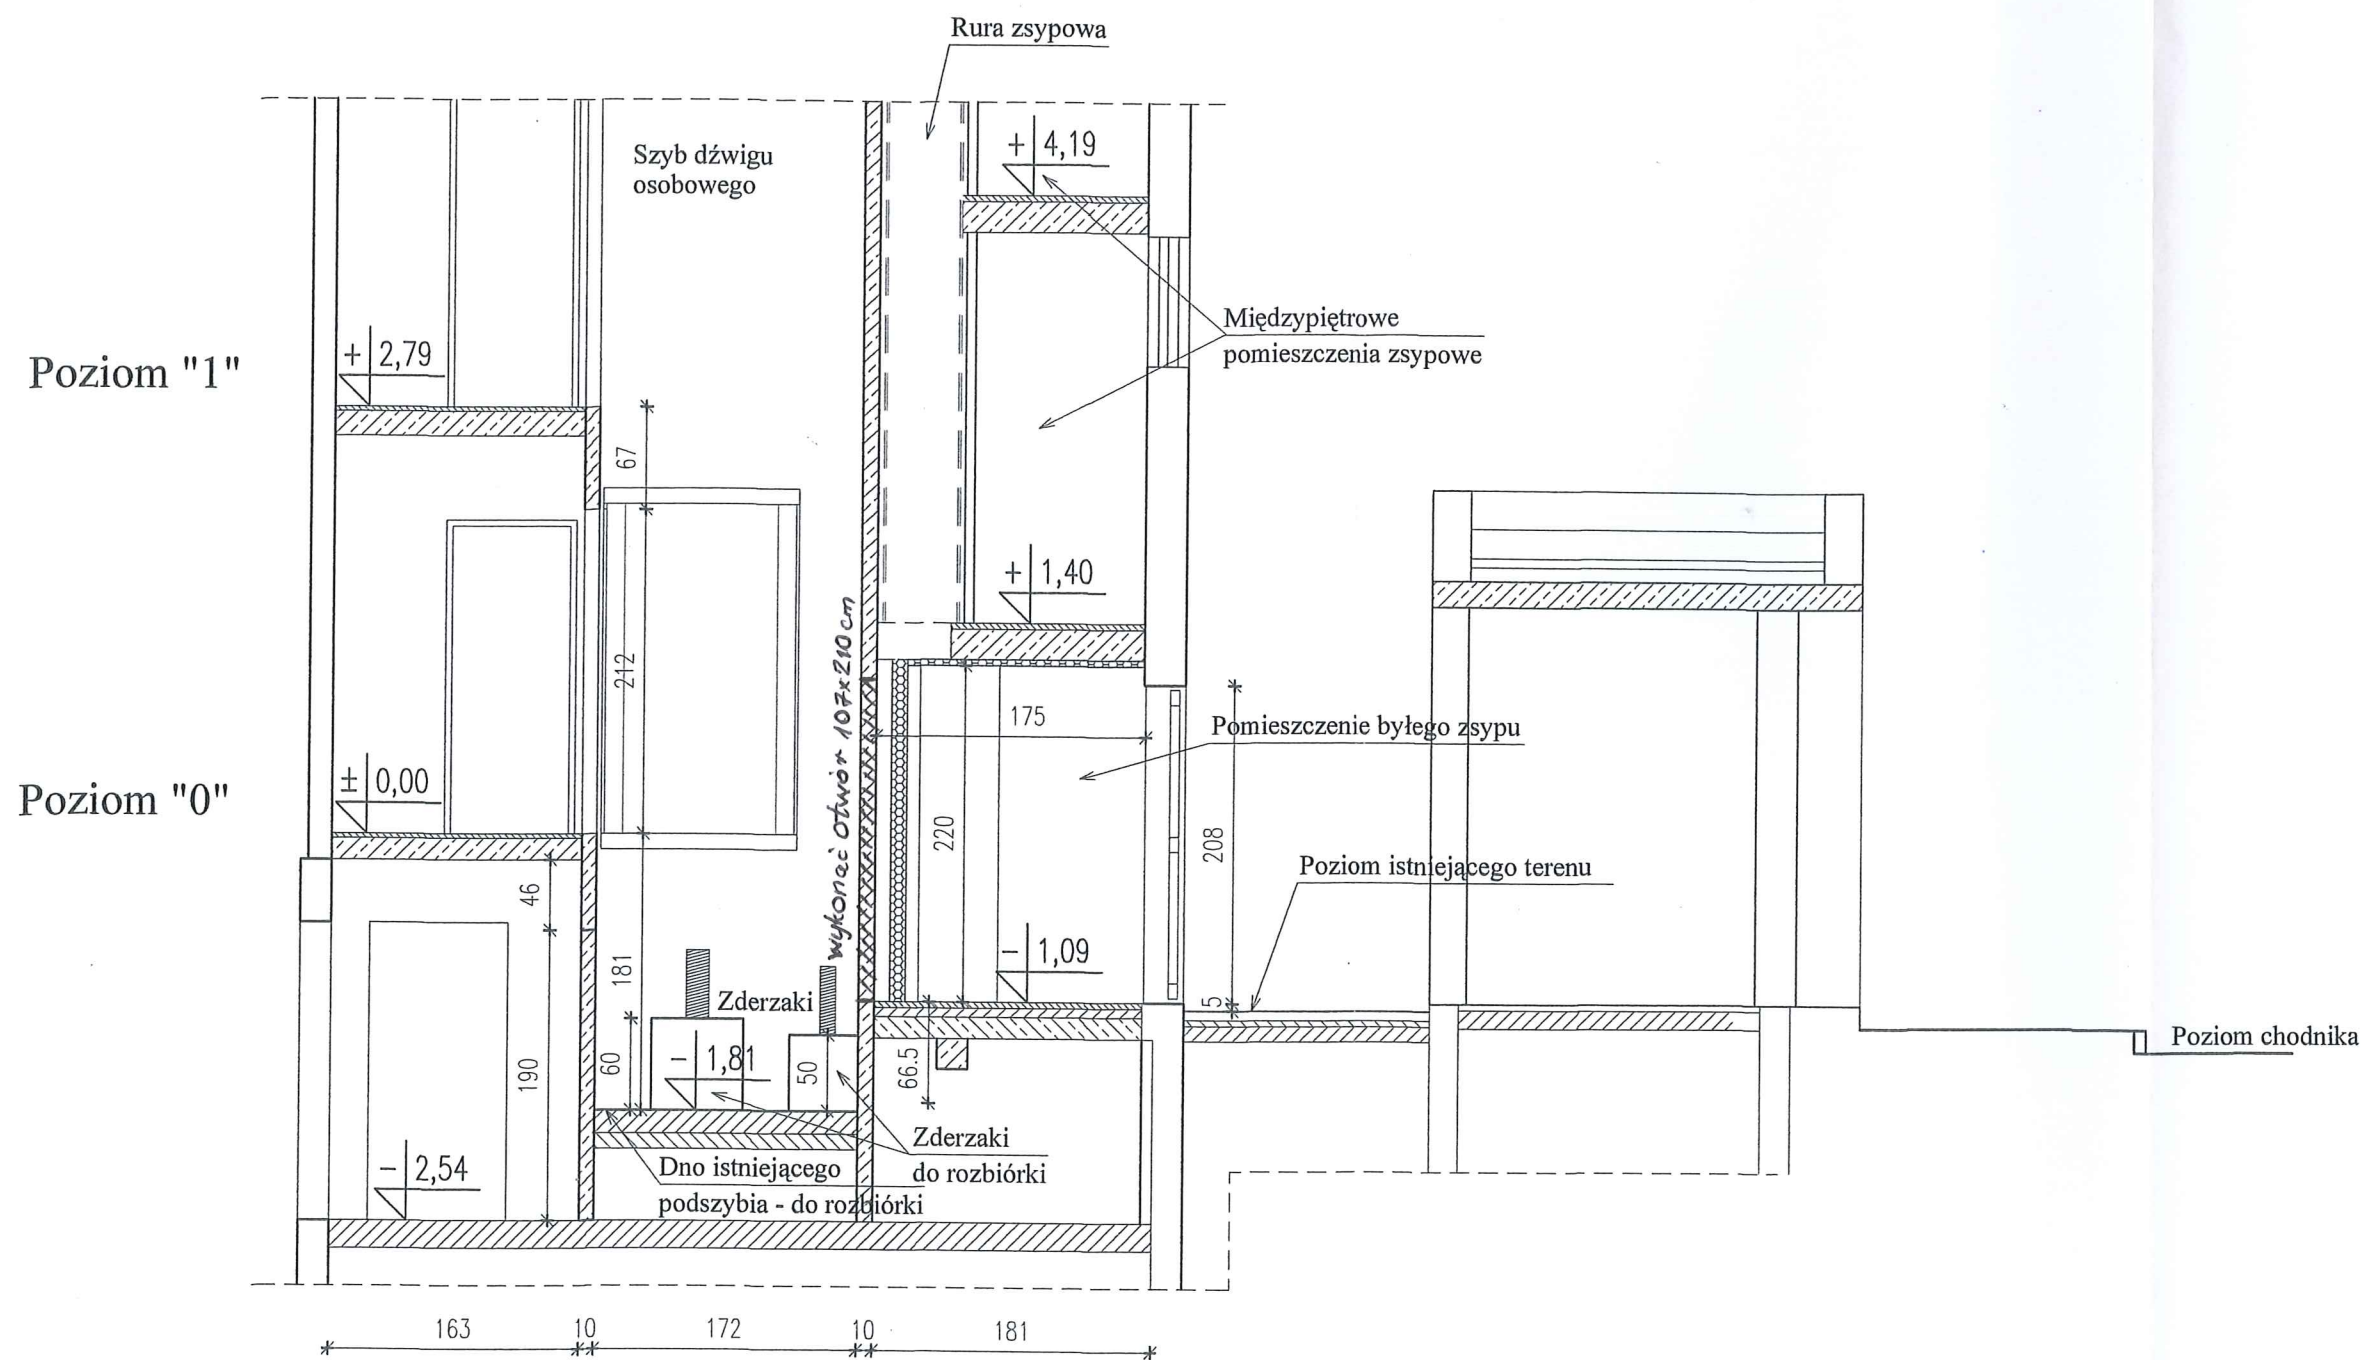 Rura zsypowa
Szyb dźwigu
osobowego
+ 4,19
Międzypiętrowe
pomieszczenia zsypowe
Poziom "1"
+ 2,79
67
+ 1,40
212
wykonać otwór 107x210cm
175
Pomieszczenie byłego zsypu
Poziom "0"
± 0,00
220
208
Poziom istniejącego terenu
46
181
- 1,09
5
Zderzaki
Poziom chodnika
190
60
- 1,81
50
66.5
Zderzaki
do rozbiórki
Dno istniejącego
podszybia - do rozbiórki
- 2,54
163
10
172
10
181